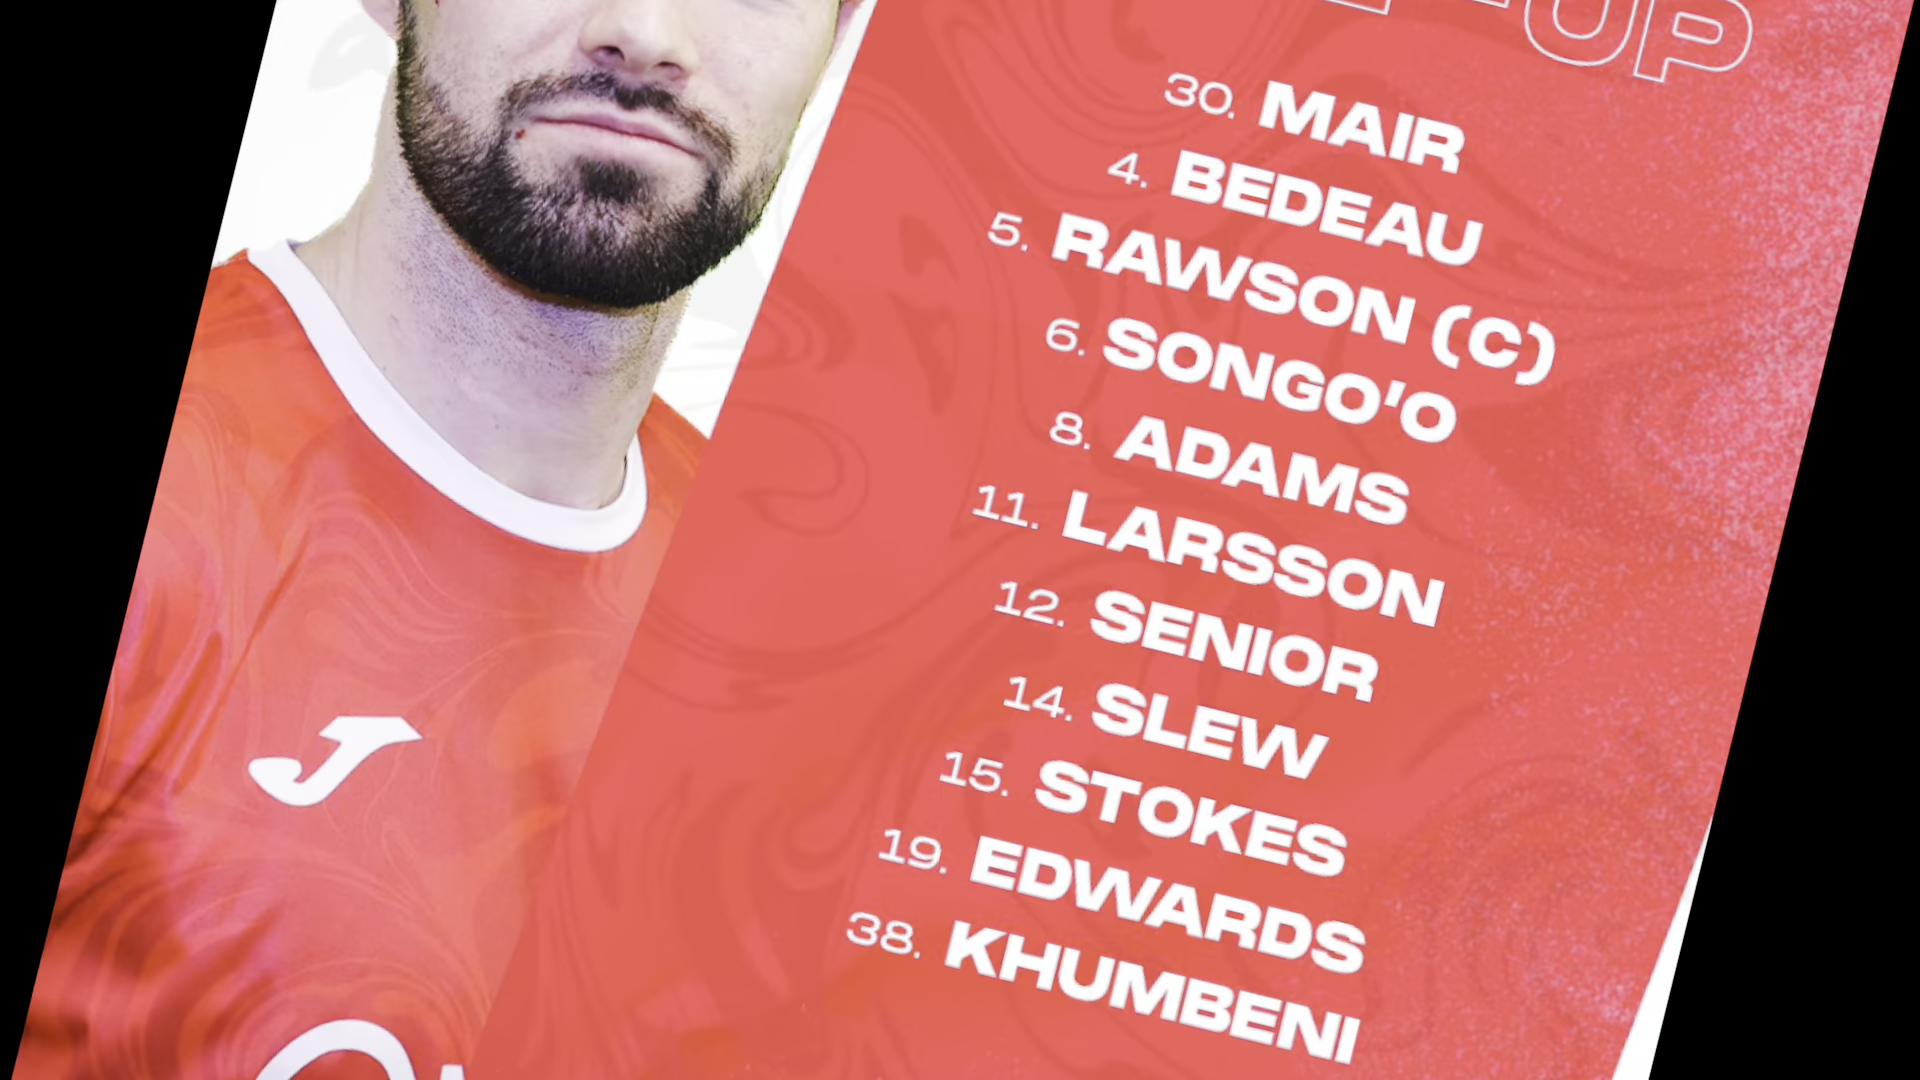 -UP
30. MAIR
4. BEDEAU
5. RAWSON (C)
6. SONGO'O
8. ADAMS
11. LARSSON
12. SENIOR
14. SLEW
15. STOKES
19. EDWARDS
38. KHUMBENI